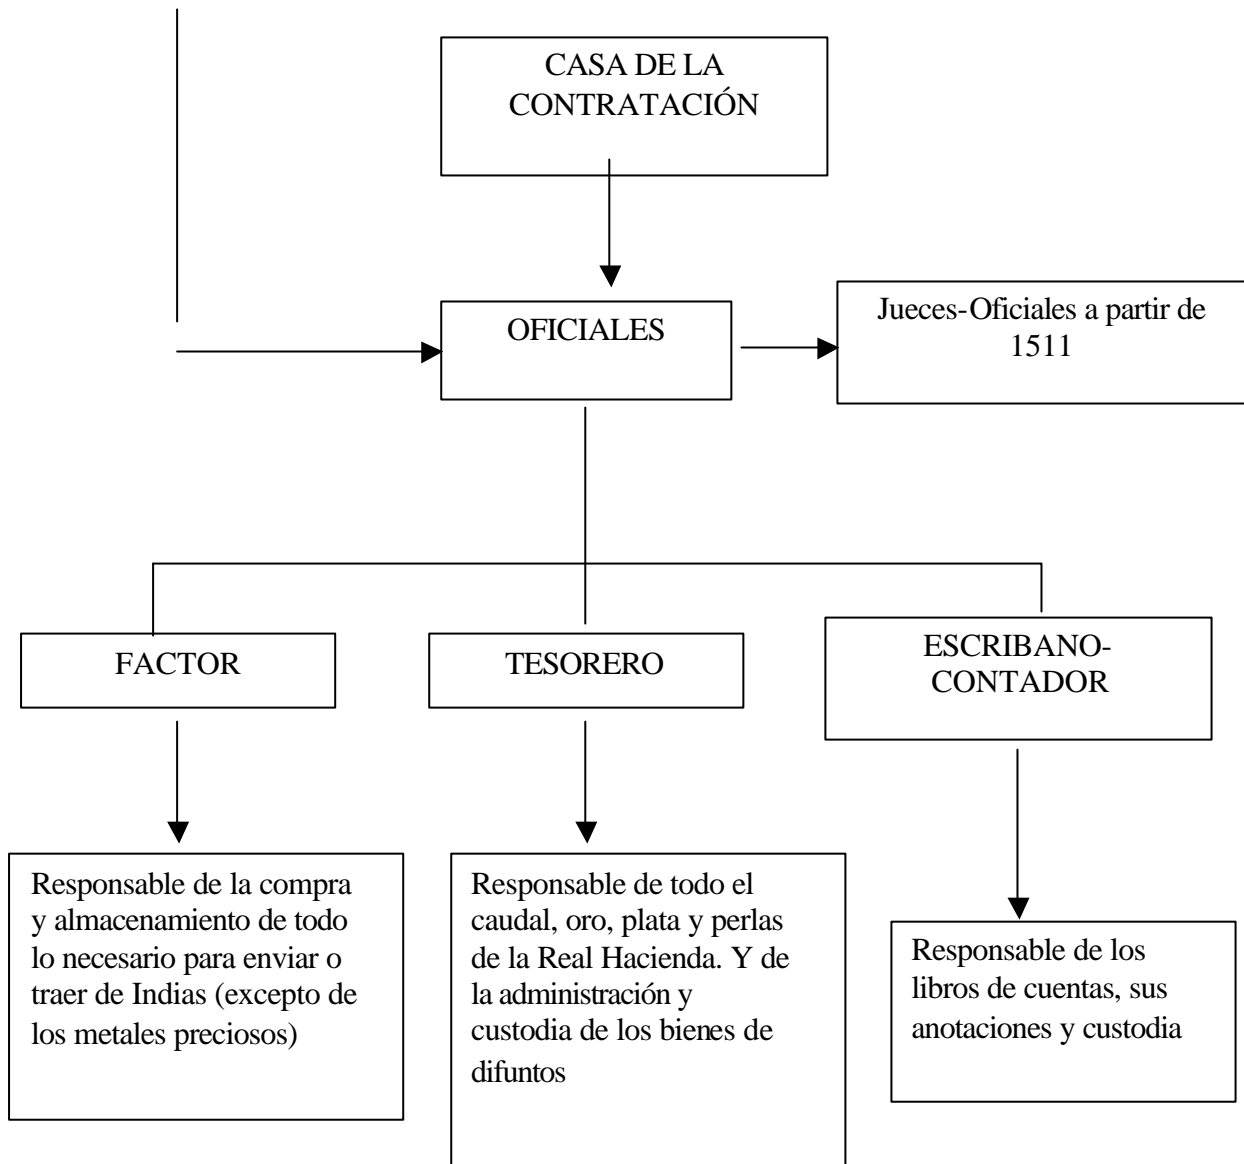 CASA DE LA
CONTRATACIÓN
OFICIALES
Jueces-Oficiales a partir de
1511
FACTOR
TESORERO
ESCRIBANO-
CONTADOR
Responsable de la compra
y almacenamiento de todo
lo necesario para enviar o
traer de Indias (excepto de
los metales preciosos)
Responsable de todo el
caudal, oro, plata y perlas
de la Real Hacienda. Y de
la administración y
custodia de los bienes de
difuntos
Responsable de los
libros de cuentas, sus
anotaciones y custodia